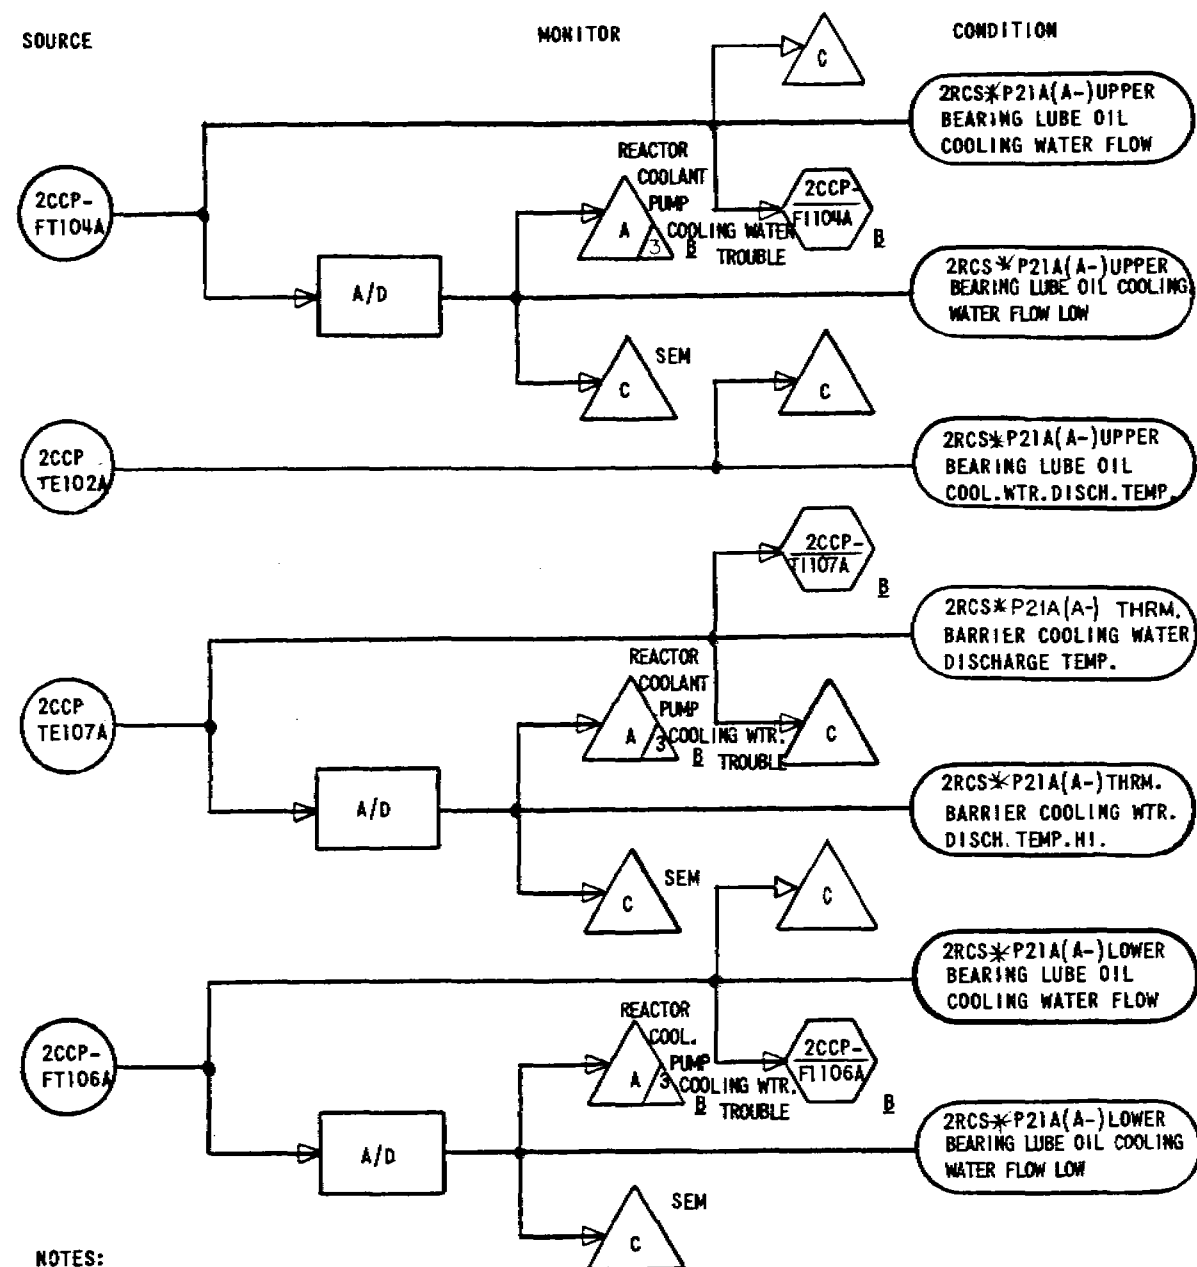 SOURCE
MONITOR
CONDITION
C
2RCS*P21A(A-)UPPER
BEARING LUBE OIL
COOLING WATER FLOW
2CCP-
FT104A
REACTOR
COOLANT
PUMP
COOLING WATER
TROUBLE
A
3
B
2CCP-
FI104A
B
A/D
2RCS*P21A(A-)UPPER
BEARING LUBE OIL COOLING
WATER FLOW LOW
SEM
C
C
2CCP
TE102A
2RCS*P21A(A-)UPPER
BEARING LUBE OIL
COOL.WTR.DISCH.TEMP.
2CCP-
TI107A
B
2RCS*P21A(A-) THRM.
BARRIER COOLING WATER
DISCHARGE TEMP.
2CCP
TE107A
REACTOR
COOLANT
PUMP
COOLING WTR.
TROUBLE
A
3
B
C
A/D
2RCS*P21A(A-)THRM.
BARRIER COOLING WTR.
DISCH.TEMP.HI.
SEM
C
C
2RCS*P21A(A-)LOWER
BEARING LUBE OIL
COOLING WATER FLOW
2CCP-
FT106A
REACTOR
COOL.
PUMP
COOLING WTR.
TROUBLE
A
3
B
2CCP-
FI106A
B
A/D
2RCS*P21A(A-)LOWER
BEARING LUBE OIL COOLING
WATER FLOW LOW
SEM
C
NOTES: